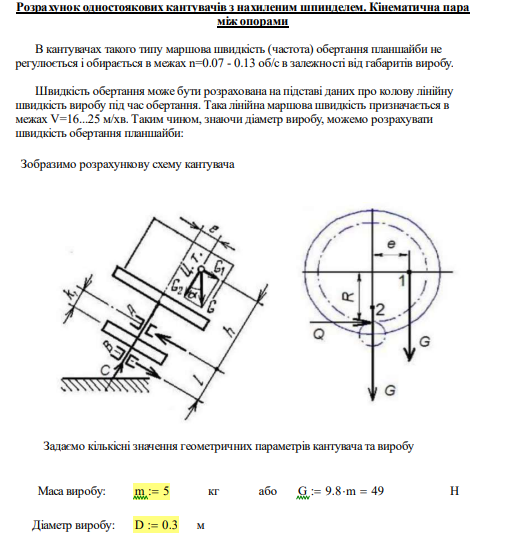 Розрахунок одностоякових кантувачів з нахиленим шпинделем. Кінематична пара
між опорами
В кантувачах такого типу маршова швидкість (частота) обертання планшайби не
регулюється і обирається в межах n=0.07 - 0.13 об/с в залежності від габаритів виробу.
Швидкість обертання може бути розрахована на підставі даних про колову лінійну
швидкість виробу під час обертання. Така лінійна маршова швидкість призначається в
межах V=16...25 м/хв. Таким чином, знаючи діаметр виробу, можемо розрахувати
швидкість обертання планшайби:
Зобразимо розрахункову схему кантувача
e
Ц.т.
G₁
G₂
α
G
K₁
A
B
C
h
l
e
1
R
2
Q
G
G
Задаємо кількісні значення геометричних параметрів кантувача та виробу
Маса виробу: m := 5 кг або G := 9.8·m = 49 Н
Діаметр виробу: D := 0.3 м